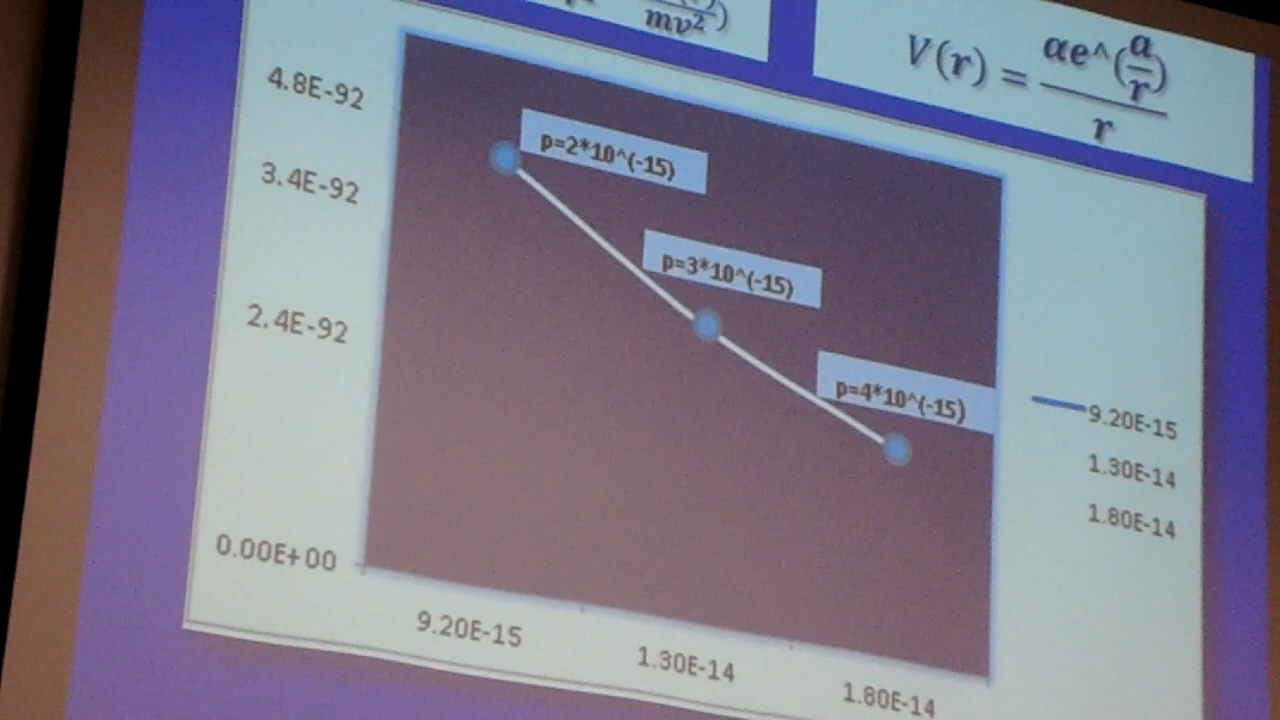 mv²)
V(r) = αe^(a/r)/r
4.8E-92
3.4E-92
2.4E-92
0.00E+00
p=2*10^(-15)
p=3*10^(-15)
p=4*10^(-15)
9.20E-15
1.30E-14
1.80E-14
9.20E-15
1.30E-14
1.80E-14